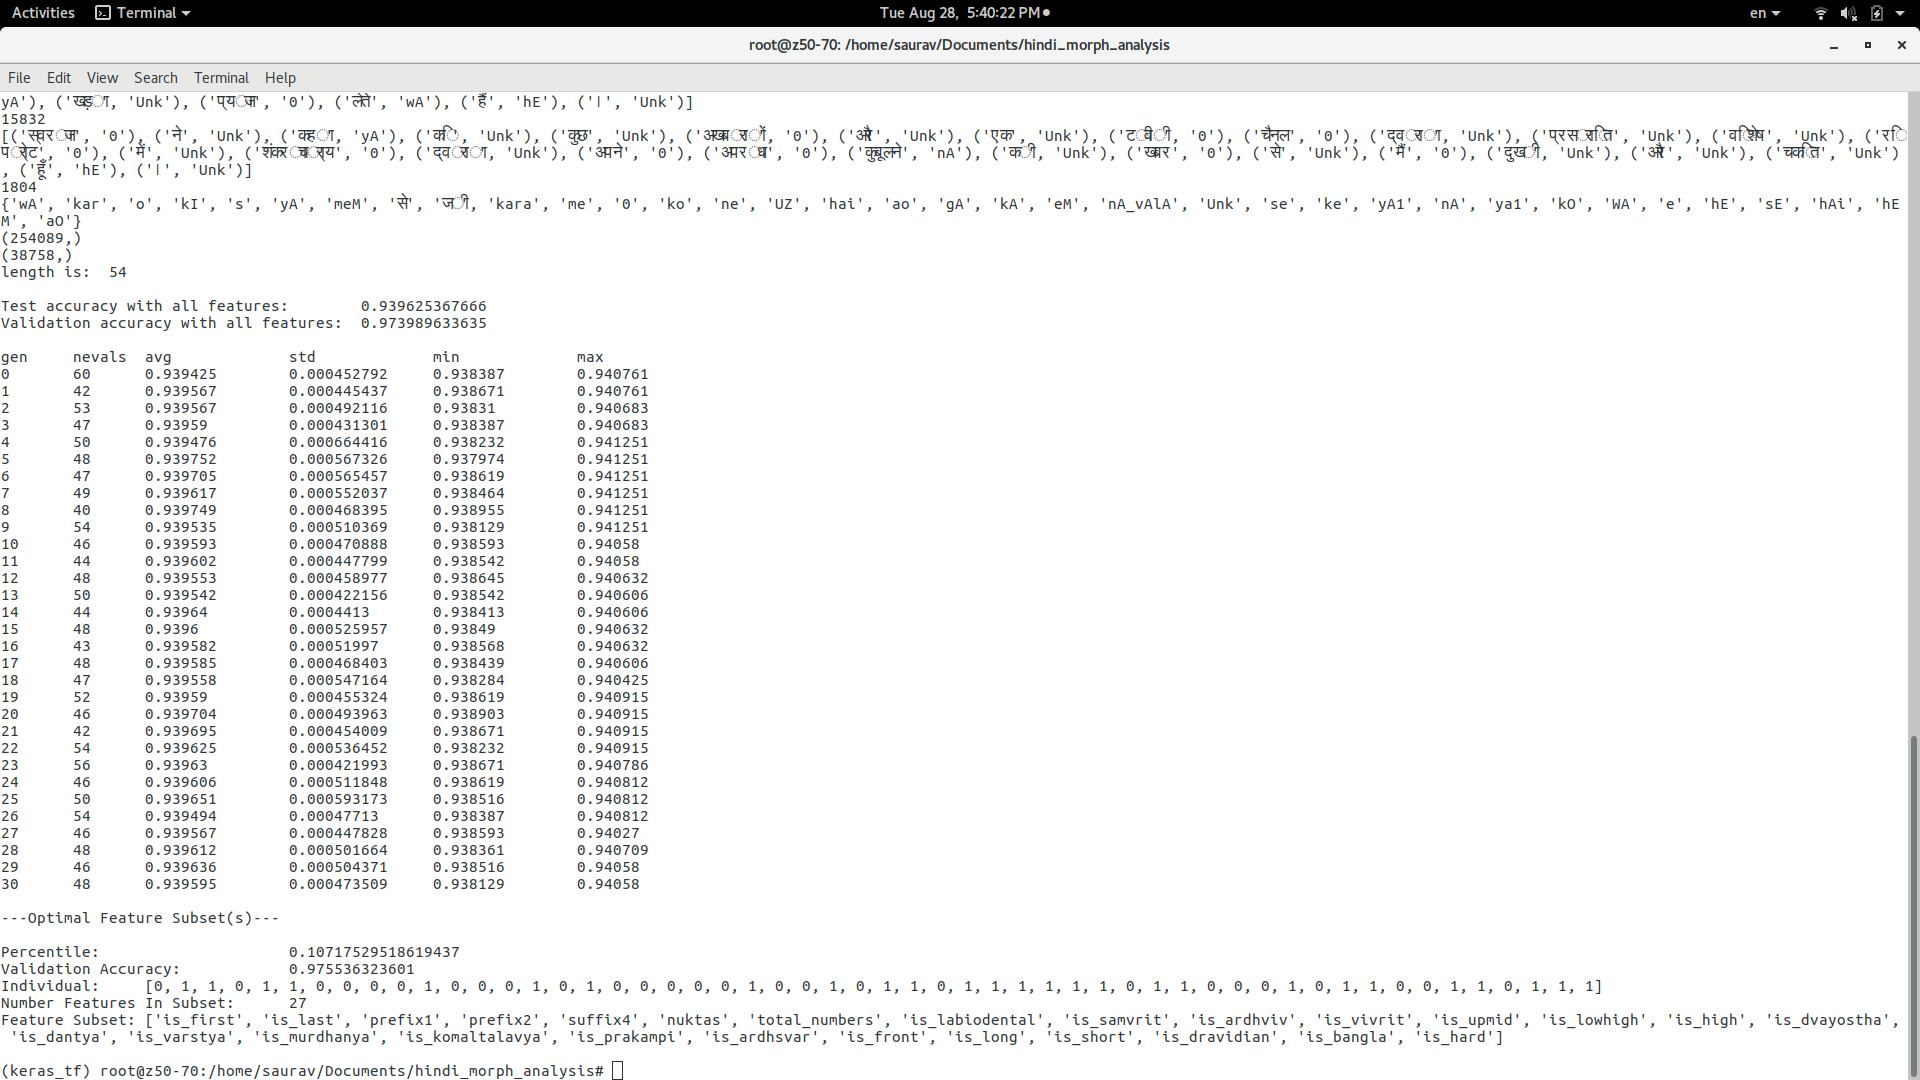 Activities Terminal Tue Aug 28, 5:40:22 PM en
root@z50-70: /home/saurav/Documents/hindi_morph_analysis
File Edit View Search Terminal Help
yA'), ('खड़ा, 'Unk'), ('प्याज', '0'), ('लेते', 'wA'), ('हैं', 'hE'), ('।', 'Unk')]
15832
[('स्वराज', '0'), ('ने', 'Unk'), ('कहा, 'yA'), ('कि, 'Unk'), ('कुछ', 'Unk'), ('अखबारों, '0'), ('और', 'Unk'), ('एक', 'Unk'), ('टीवी, '0'), ('चैनल', '0'), ('द्वारा, 'Unk'), ('प्रसारित', 'Unk'), ('विशेष', 'Unk'), ('रि
पोर्ट', '0'), ('में', 'Unk'), ('शंकराचार्य', '0'), ('द्वारा, 'Unk'), ('अपने', '0'), ('अपराध', '0'), ('कुबूलने', 'nA'), ('की, 'Unk'), ('खबर', '0'), ('से', 'Unk'), ('मैं', '0'), ('दुखी, 'Unk'), ('और', 'Unk'), ('चकित', 'Unk')
, ('हूँ', 'hE'), ('।', 'Unk')]
1804
{'wA', 'kar', 'o', 'kI', 's', 'yA', 'meM', 'से', 'जी, 'kara', 'me', '0', 'ko', 'ne', 'UZ', 'hai', 'ao', 'gA', 'kA', 'eM', 'nA_vAlA', 'Unk', 'se', 'ke', 'yA1', 'nA', 'ya1', 'kO', 'WA', 'e', 'hE', 'sE', 'hAi', 'hE
M', 'aO'}
(254089,)
(38758,)
length is: 54
Test accuracy with all features: 0.939625367666
Validation accuracy with all features: 0.973989633635
gen nevals avg std min max
0 60 0.939425 0.000452792 0.938387 0.940761
1 42 0.939567 0.000445437 0.938671 0.940761
2 53 0.939567 0.000492116 0.93831 0.940683
3 47 0.93959 0.000431301 0.938387 0.940683
4 50 0.939476 0.000664416 0.938232 0.941251
5 48 0.939752 0.000567326 0.937974 0.941251
6 47 0.939705 0.000565457 0.938619 0.941251
7 49 0.939617 0.000552037 0.938464 0.941251
8 40 0.939749 0.000468395 0.938955 0.941251
9 54 0.939535 0.000510369 0.938129 0.941251
10 46 0.939593 0.000470888 0.938593 0.94058
11 44 0.939602 0.000447799 0.938542 0.94058
12 48 0.939553 0.000458977 0.938645 0.940632
13 50 0.939542 0.000422156 0.938542 0.940606
14 44 0.93964 0.0004413 0.938413 0.940606
15 48 0.9396 0.000525957 0.93849 0.940632
16 43 0.939582 0.00051997 0.938568 0.940632
17 48 0.939585 0.000468403 0.938439 0.940606
18 47 0.939558 0.000547164 0.938284 0.940425
19 52 0.93959 0.000455324 0.938619 0.940915
20 46 0.939704 0.000493963 0.938903 0.940915
21 42 0.939695 0.000454009 0.938671 0.940915
22 54 0.939625 0.000536452 0.938232 0.940915
23 56 0.93963 0.000421993 0.938671 0.940786
24 46 0.939606 0.000511848 0.938619 0.940812
25 50 0.939651 0.000593173 0.938516 0.940812
26 54 0.939494 0.00047713 0.938387 0.940812
27 46 0.939567 0.000447828 0.938593 0.94027
28 48 0.939612 0.000501664 0.938361 0.940709
29 46 0.939636 0.000504371 0.938516 0.94058
30 48 0.939595 0.000473509 0.938129 0.94058
---Optimal Feature Subset(s)---
Percentile: 0.10717529518619437
Validation Accuracy: 0.975536323601
Individual: [0, 1, 1, 0, 1, 1, 0, 0, 0, 0, 1, 0, 0, 0, 1, 0, 1, 0, 0, 0, 0, 0, 1, 0, 0, 1, 0, 1, 1, 0, 1, 1, 1, 1, 1, 1, 0, 1, 1, 0, 0, 0, 1, 0, 1, 1, 0, 0, 1, 1, 0, 1, 1, 1]
Number Features In Subset: 27
Feature Subset: ['is_first', 'is_last', 'prefix1', 'prefix2', 'suffix4', 'nuktas', 'total_numbers', 'is_labiodental', 'is_samvrit', 'is_ardhviv', 'is_vivrit', 'is_upmid', 'is_lowhigh', 'is_high', 'is_dvayostha',
'is_dantya', 'is_varstya', 'is_murdhanya', 'is_komaltalavya', 'is_prakampi', 'is_ardhsvar', 'is_front', 'is_long', 'is_short', 'is_dravidian', 'is_bangla', 'is_hard']
(keras_tf) root@z50-70:/home/saurav/Documents/hindi_morph_analysis#